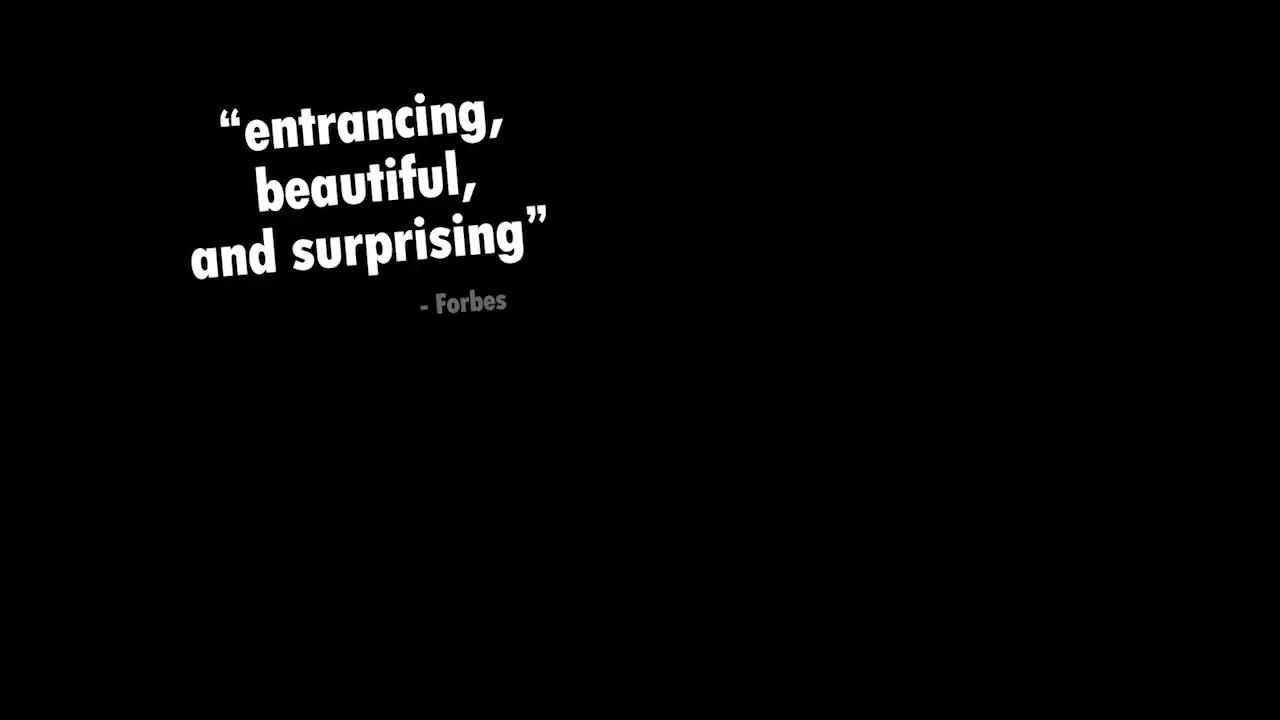 “entrancing,
beautiful,
and surprising”
- Forbes